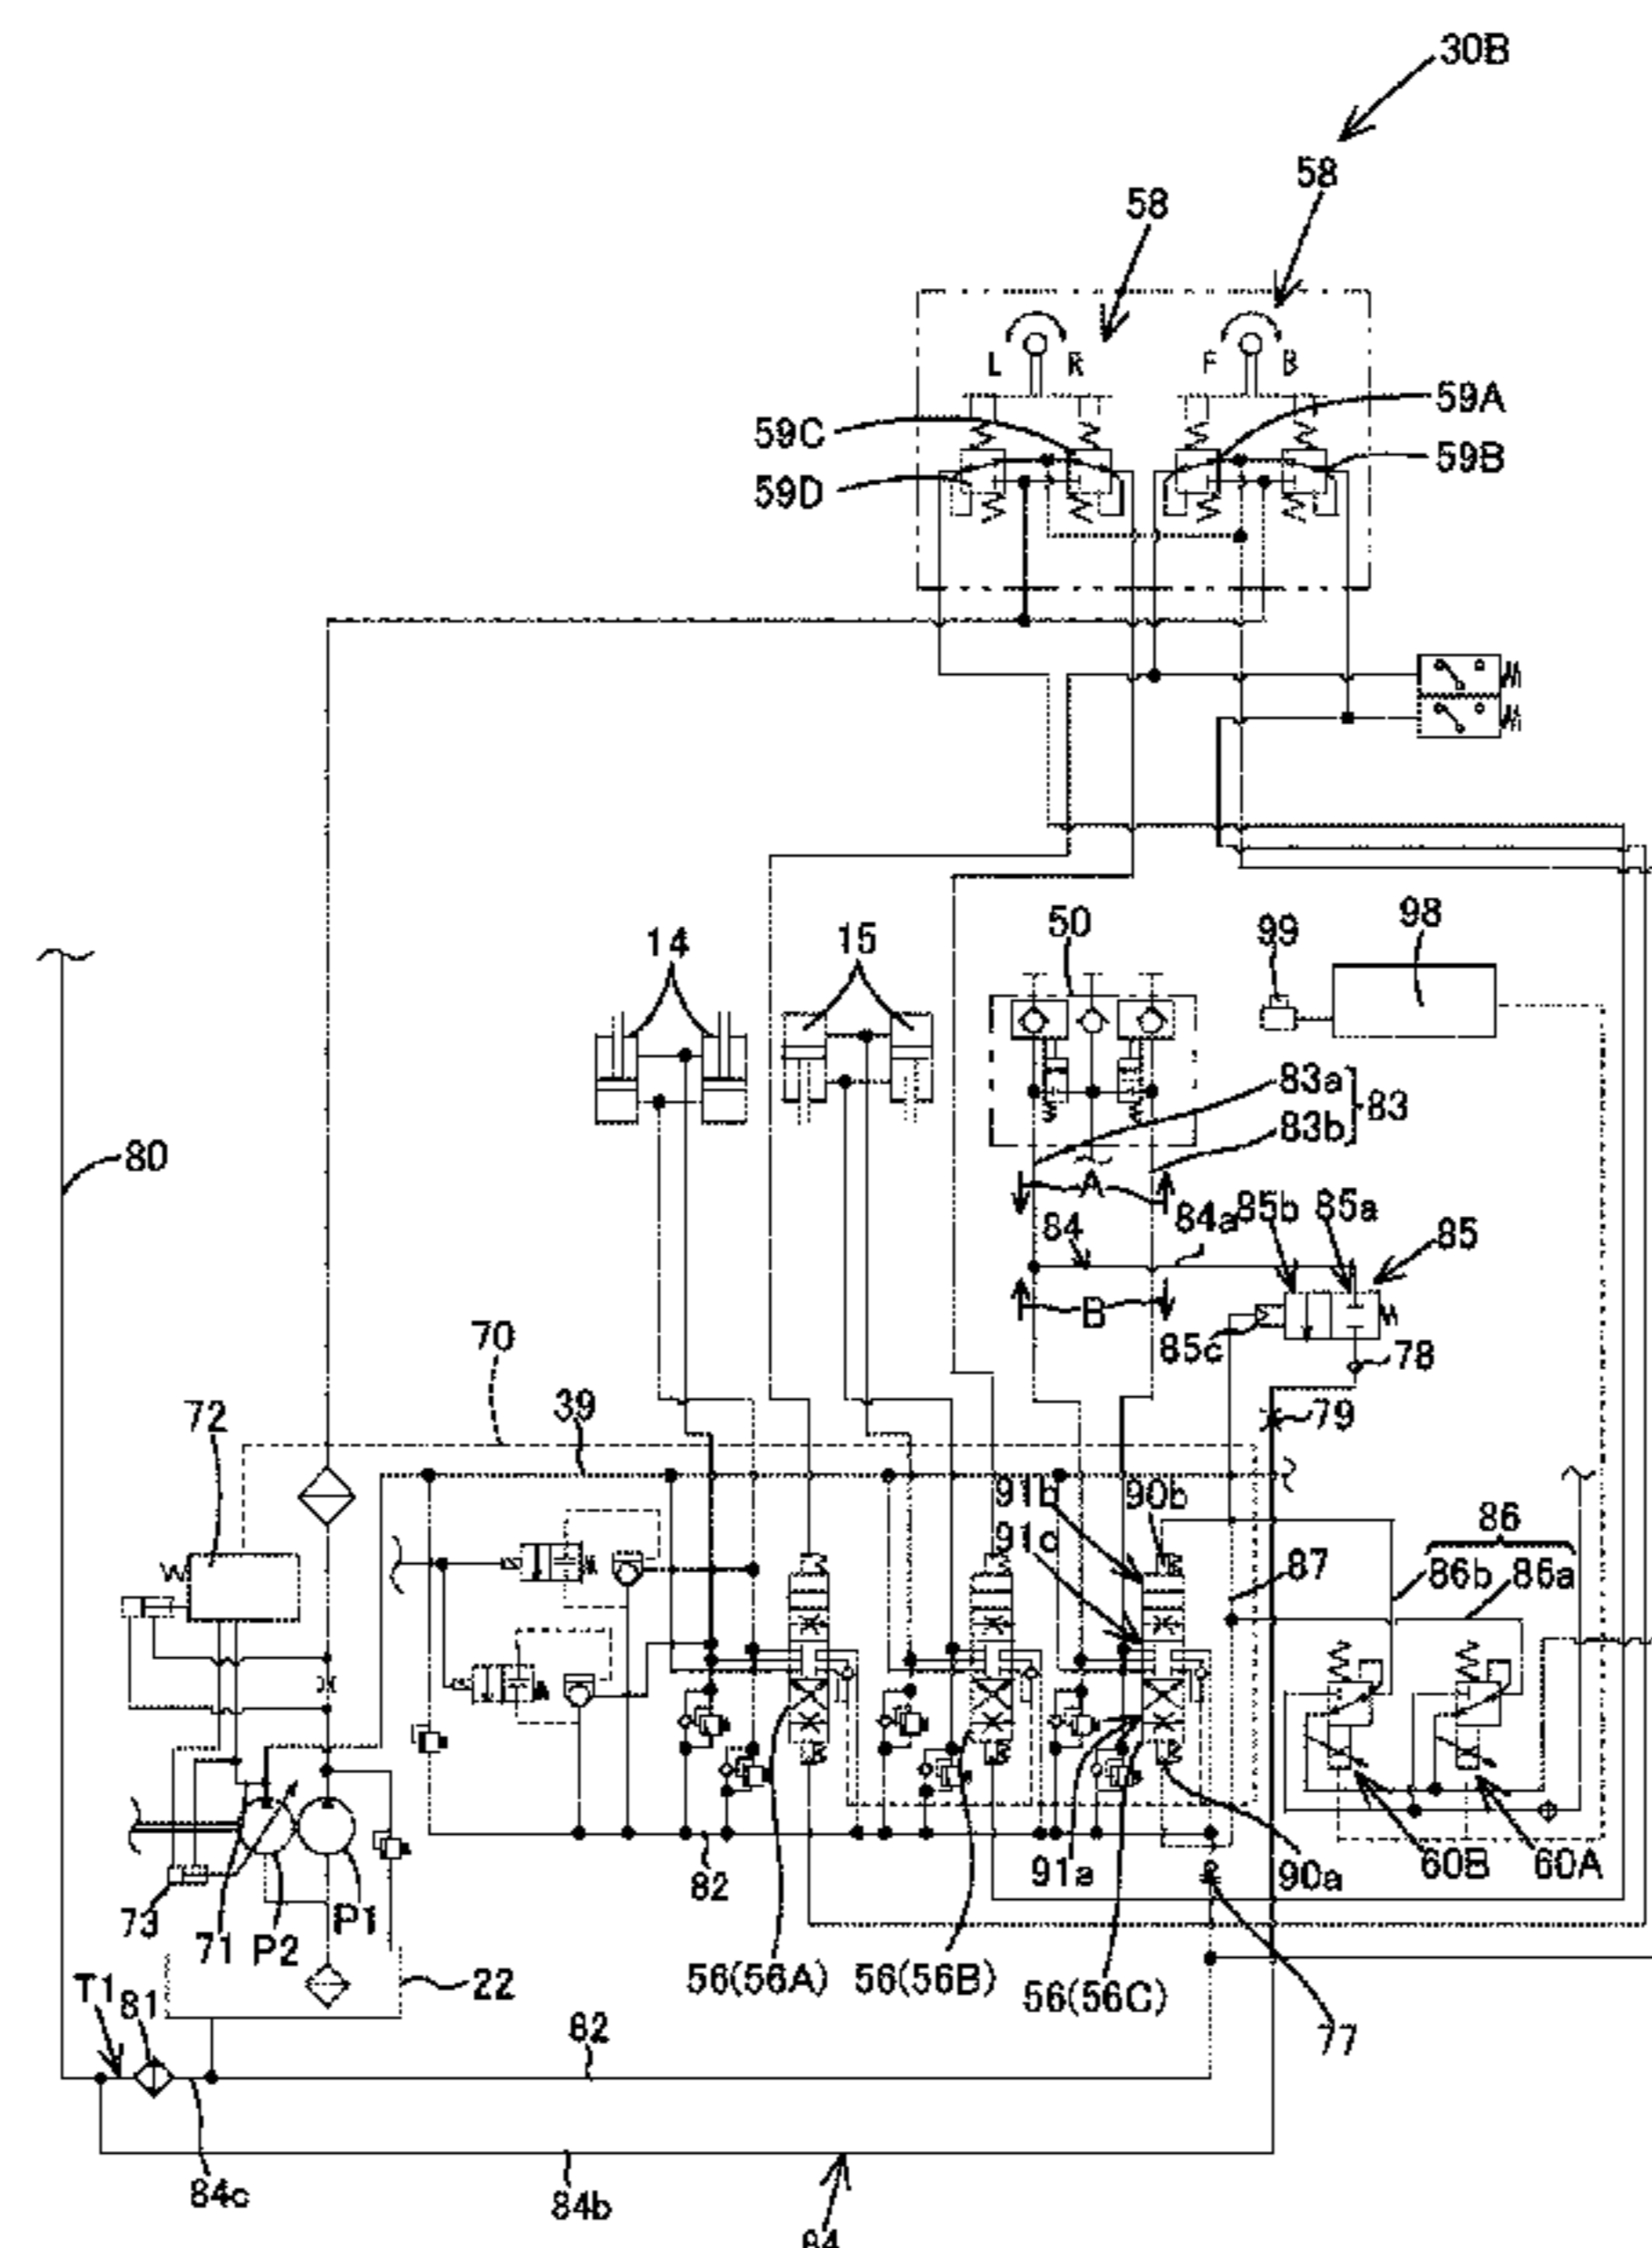 30B
58
58
L R F B
59C 59A
59D 59B
14 15 50 99 98
83a 83
83b
80
A
84 84a 85b 85a 85
B
85c 78
70
72 39 79
91b 90b
91c 86
W 87 86b 86a
82 91a 90a 60B 60A
73 71 P2 P1
56(56A) 56(56B) 56(56C)
22
77
T1 81 82
84c 84b
84